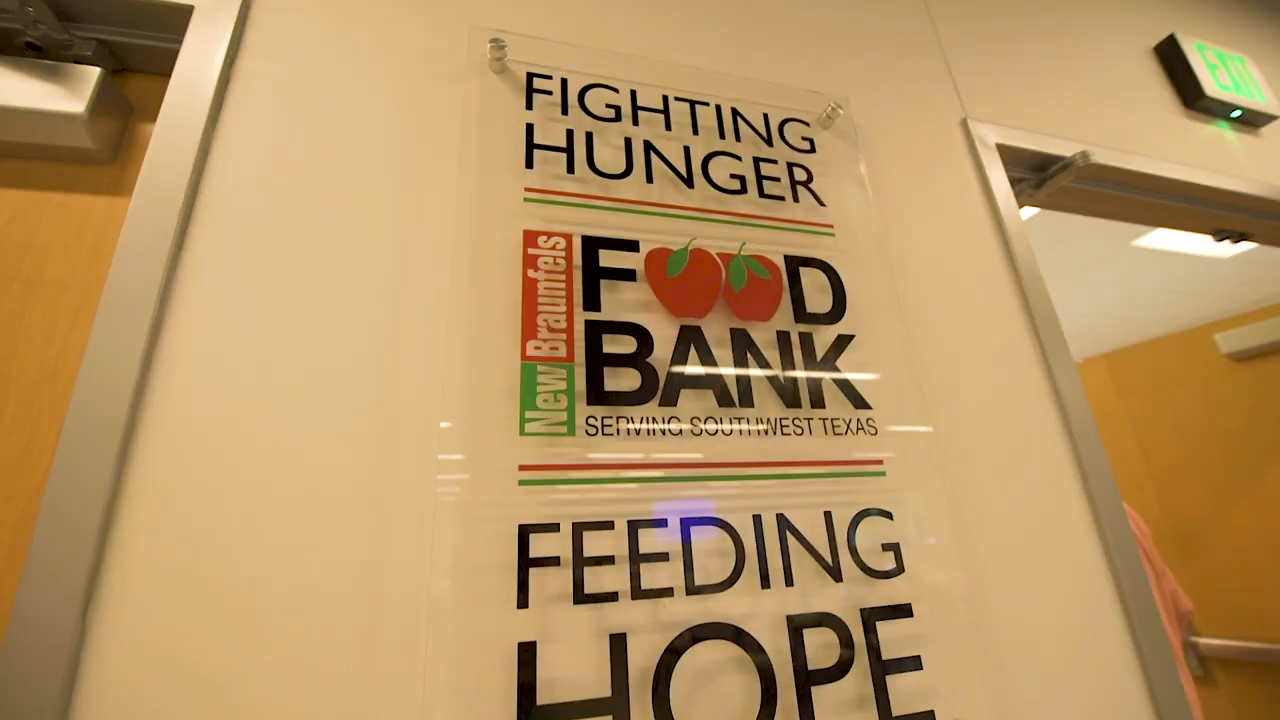 FIGHTING
HUNGER
New Braunfels
FOOD
BANK
SERVING SOUTHWEST TEXAS
FEEDING
HOPE
EXIT